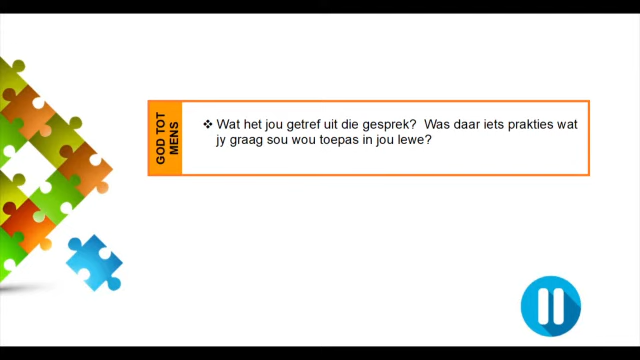 GOD TOT
MENS
❖ Wat het jou getref uit die gesprek? Was daar iets prakties wat
jy graag sou wou toepas in jou lewe?